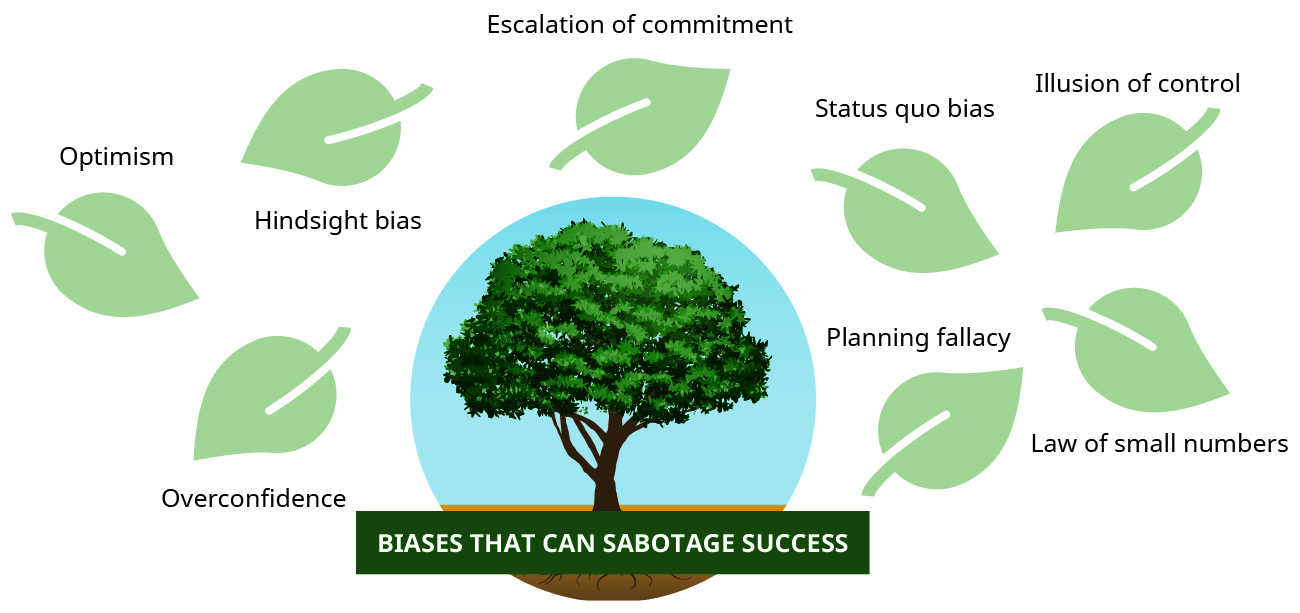 Escalation of commitment
Illusion of control
Status quo bias
Optimism
Hindsight bias
Planning fallacy
Law of small numbers
Overconfidence
BIASES THAT CAN SABOTAGE SUCCESS